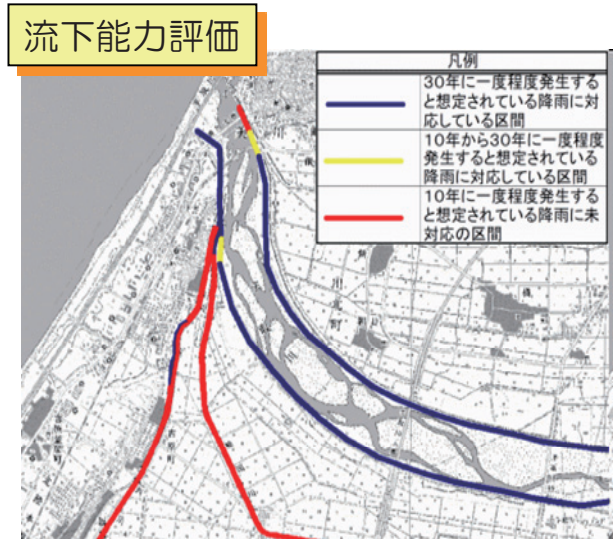 流下能力評価
凡例
30年に一度程度発生する
と想定されている降雨に対
応している区間
10年から30年に一度程度
発生すると想定されている
降雨に対応している区間
10年に一度程度発生する
と想定されている降雨に未
対応の区間
川北町